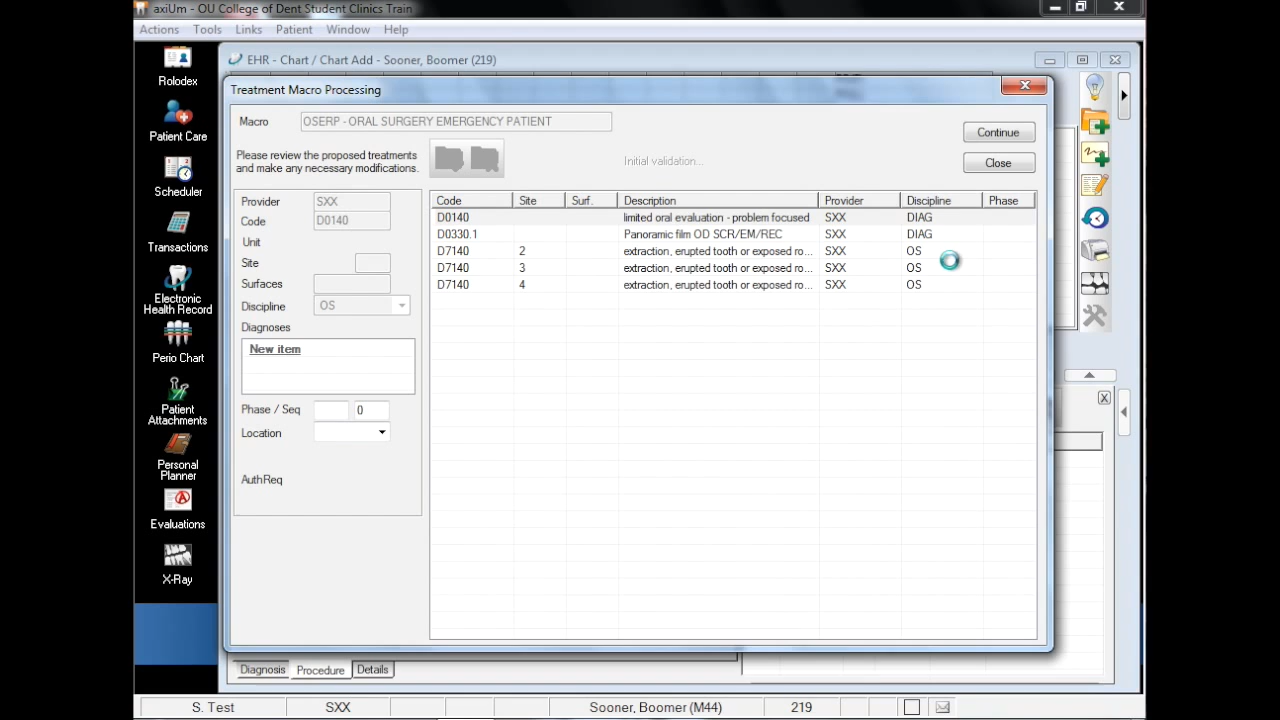 axiUm - OU College of Dent Student Clinics Train
Actions Tools Links Patient Window Help
Rolodex
Patient Care
Scheduler
Transactions
Electronic
Health Record
Perio Chart
Patient
Attachments
Personal
Planner
Evaluations
X-Ray
EHR - Chart / Chart Add - Sooner, Boomer (219)
Treatment Macro Processing
Macro OSERP - ORAL SURGERY EMERGENCY PATIENT
Continue
Please review the proposed treatments
and make any necessary modifications.
Initial validation...
Close
Provider SXX
Code D0140
Unit
Site
Surfaces
Discipline OS
Diagnoses
New item
Phase / Seq 0
Location
AuthReq
Code Site Surf. Description Provider Discipline Phase
D0140 limited oral evaluation - problem focused SXX DIAG
D0330.1 Panoramic film OD SCR/EM/REC SXX DIAG
D7140 2 extraction, erupted tooth or exposed ro... SXX OS
D7140 3 extraction, erupted tooth or exposed ro... SXX OS
D7140 4 extraction, erupted tooth or exposed ro... SXX OS
Diagnosis Procedure Details
S. Test SXX Sooner, Boomer (M44) 219